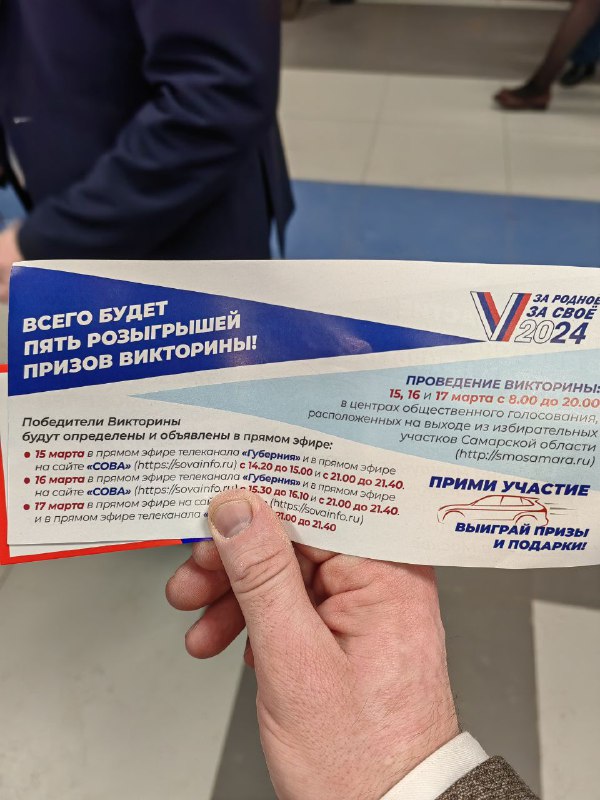 ВСЕГО БУДЕТ
ПЯТЬ РОЗЫГРЫШЕЙ
ПРИЗОВ ВИКТОРИНЫ!
V ЗА РОДНОЕ
ЗА СВОЁ
2024
ПРОВЕДЕНИЕ ВИКТОРИНЫ:
15, 16 и 17 марта с 8.00 до 20.00
в центрах общественного голосования,
расположенных на выходе из избирательных
участков Самарской области
(http://smosamara.ru)
Победители Викторины
будут определены и объявлены в прямом эфире:
• 15 марта в прямом эфире телеканала «Губерния» и в прямом эфире
на сайте «СОВА» (https://sovainfo.ru) с 14.20 до 15.00 и с 21.00 до 21.40.
• 16 марта в прямом эфире телеканала «Губерния» и в прямом эфире
на сайте «СОВА» (https://sovainfo.ru) с 15.30 до 16.10 и с 21.00 до 21.40.
• 17 марта в прямом эфире на (https://sovainfo.ru)
и в прямом эфире телеканала 21.00 до 21.40
ПРИМИ УЧАСТИЕ
ВЫИГРАЙ ПРИЗЫ
И ПОДАРКИ!